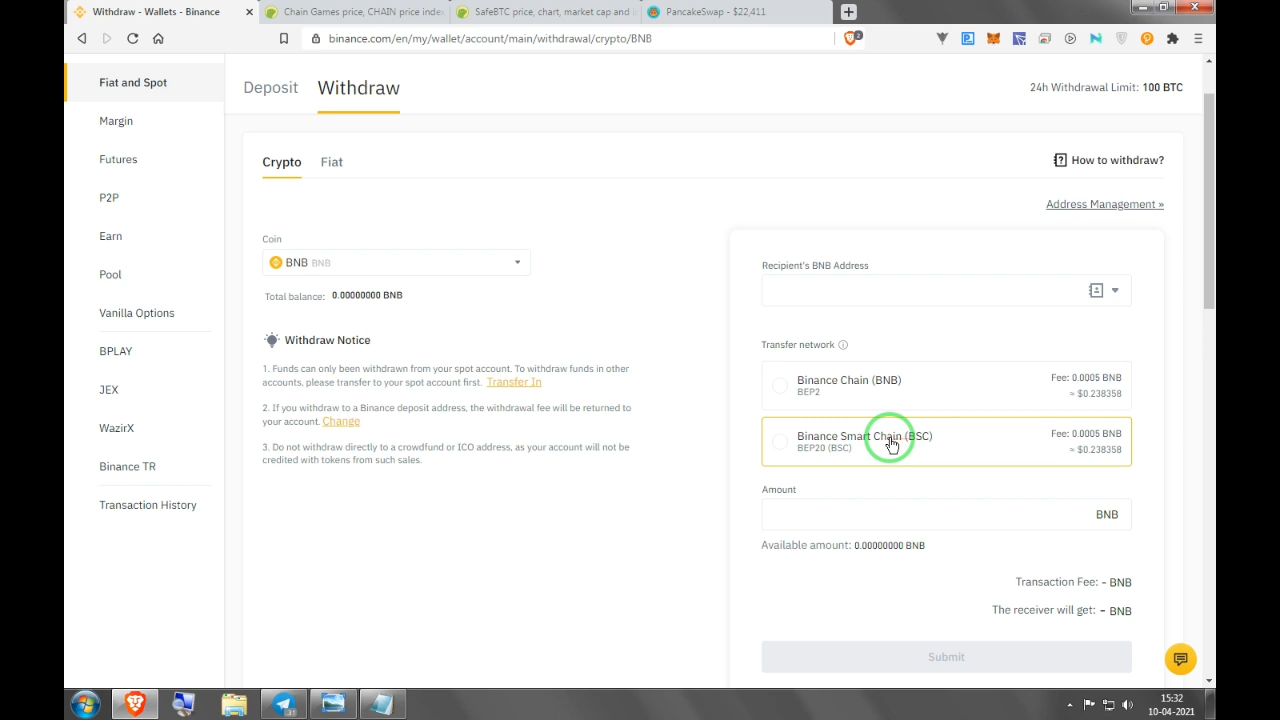 Withdraw - Wallets - Binance
Chain Games price, CHAIN price index
SafeBTC price, chart, market cap and i
PancakeSwap - $22,411
binance.com/en/my/wallet/account/main/withdrawal/crypto/BNB
2
Fiat and Spot
Margin
Futures
P2P
Earn
Pool
Vanilla Options
BPLAY
JEX
WazirX
Binance TR
Transaction History
Deposit
Withdraw
24h Withdrawal Limit: 100 BTC
Crypto
Fiat
How to withdraw?
Address Management »
Coin
BNB BNB
Total balance: 0.00000000 BNB
Withdraw Notice
1. Funds can only been withdrawn from your spot account. To withdraw funds in other
accounts, please transfer to your spot account first. Transfer In
2. If you withdraw to a Binance deposit address, the withdrawal fee will be returned to
your account. Change
3. Do not withdraw directly to a crowdfund or ICO address, as your account will not be
credited with tokens from such sales.
Recipient's BNB Address
Transfer network
Binance Chain (BNB)
BEP2
Fee: 0.0005 BNB
≈ $0.238358
Binance Smart Chain (BSC)
BEP20 (BSC)
Fee: 0.0005 BNB
≈ $0.238358
Amount
BNB
Available amount: 0.00000000 BNB
Transaction Fee: - BNB
The receiver will get: - BNB
Submit
15:32
10-04-2021